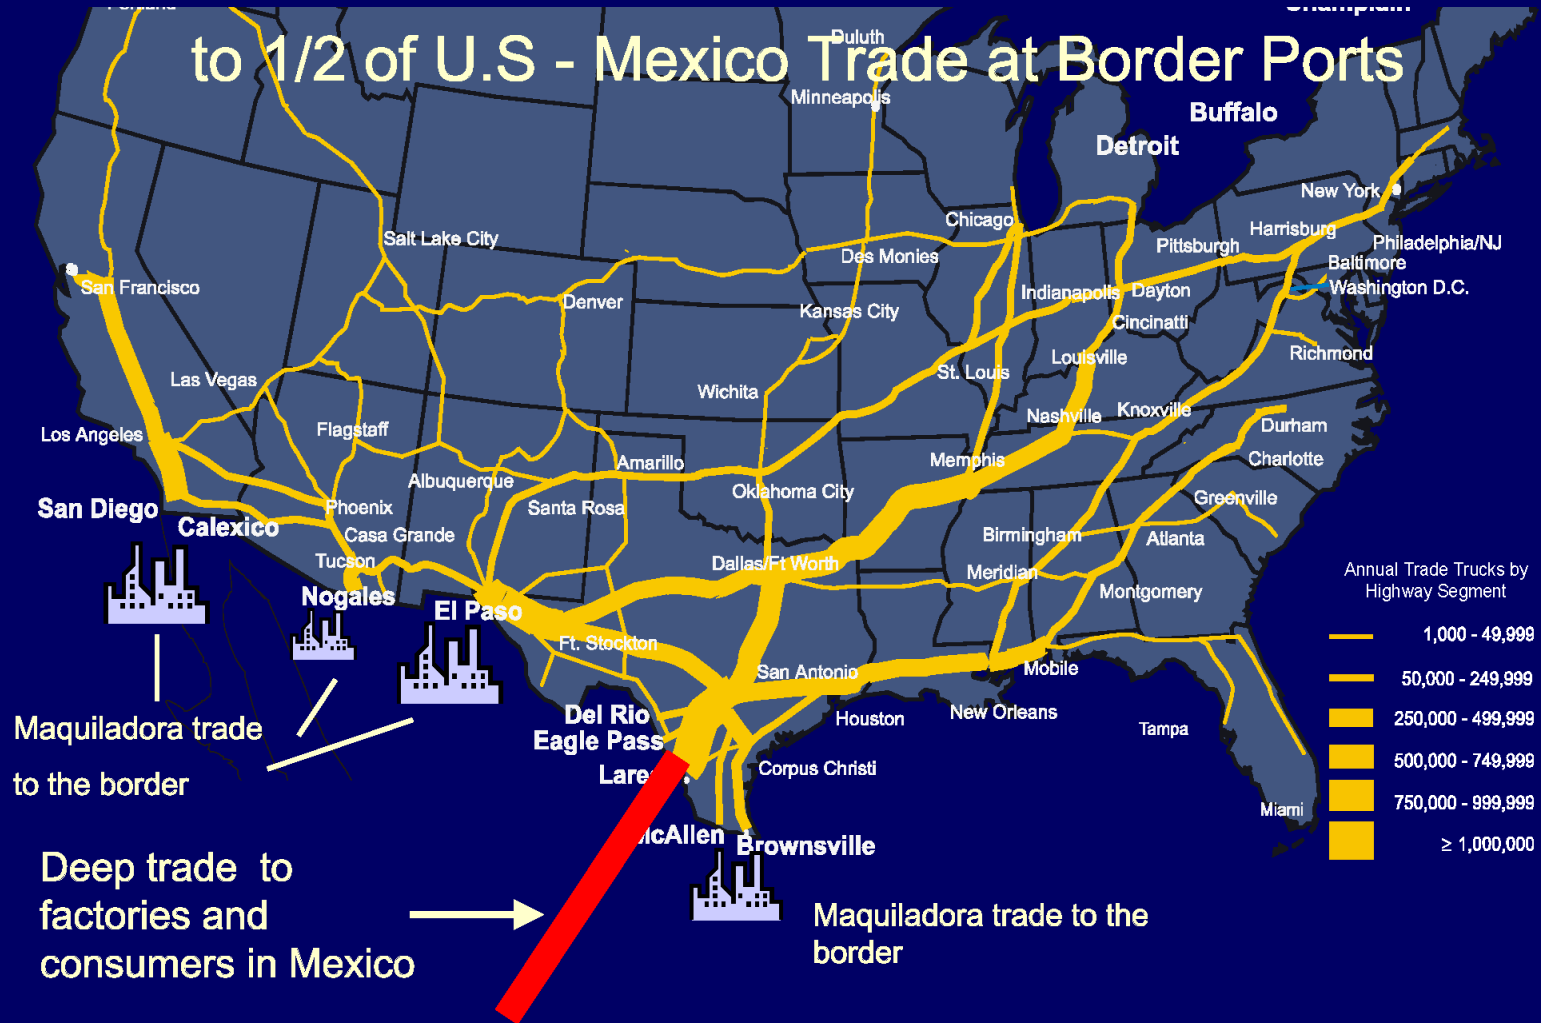 Portland
Champlain
to 1/2 of U.S - Mexico Trade at Border Ports
Duluth
Minneapolis
Buffalo
Detroit
New York
Chicago
Salt Lake City
Harrisburg
Pittsburgh
Philadelphia/NJ
Des Monies
Baltimore
San Francisco
Washington D.C.
Indianapolis
Dayton
Denver
Kansas City
Cincinatti
Richmond
Louisville
St. Louis
Las Vegas
Wichita
Nashville
Knoxville
Durham
Los Angeles
Flagstaff
Memphis
Charlotte
Amarillo
Albuquerque
Oklahoma City
Greenville
San Diego
Phoenix
Santa Rosa
Calexico
Casa Grande
Birmingham
Atlanta
Tucson
Dallas/Ft Worth
Meridian
Montgomery
Nogales
El Paso
Ft. Stockton
San Antonio
Mobile
Del Rio
Houston
New Orleans
Tampa
Eagle Pass
Lare
Corpus Christi
Miami
McAllen
Brownsville
Annual Trade Trucks by
Highway Segment
1,000 - 49,999
50,000 - 249,999
250,000 - 499,999
500,000 - 749,999
750,000 - 999,999
≥ 1,000,000
Maquiladora trade
to the border
Deep trade to
factories and
consumers in Mexico
Maquiladora trade to the
border